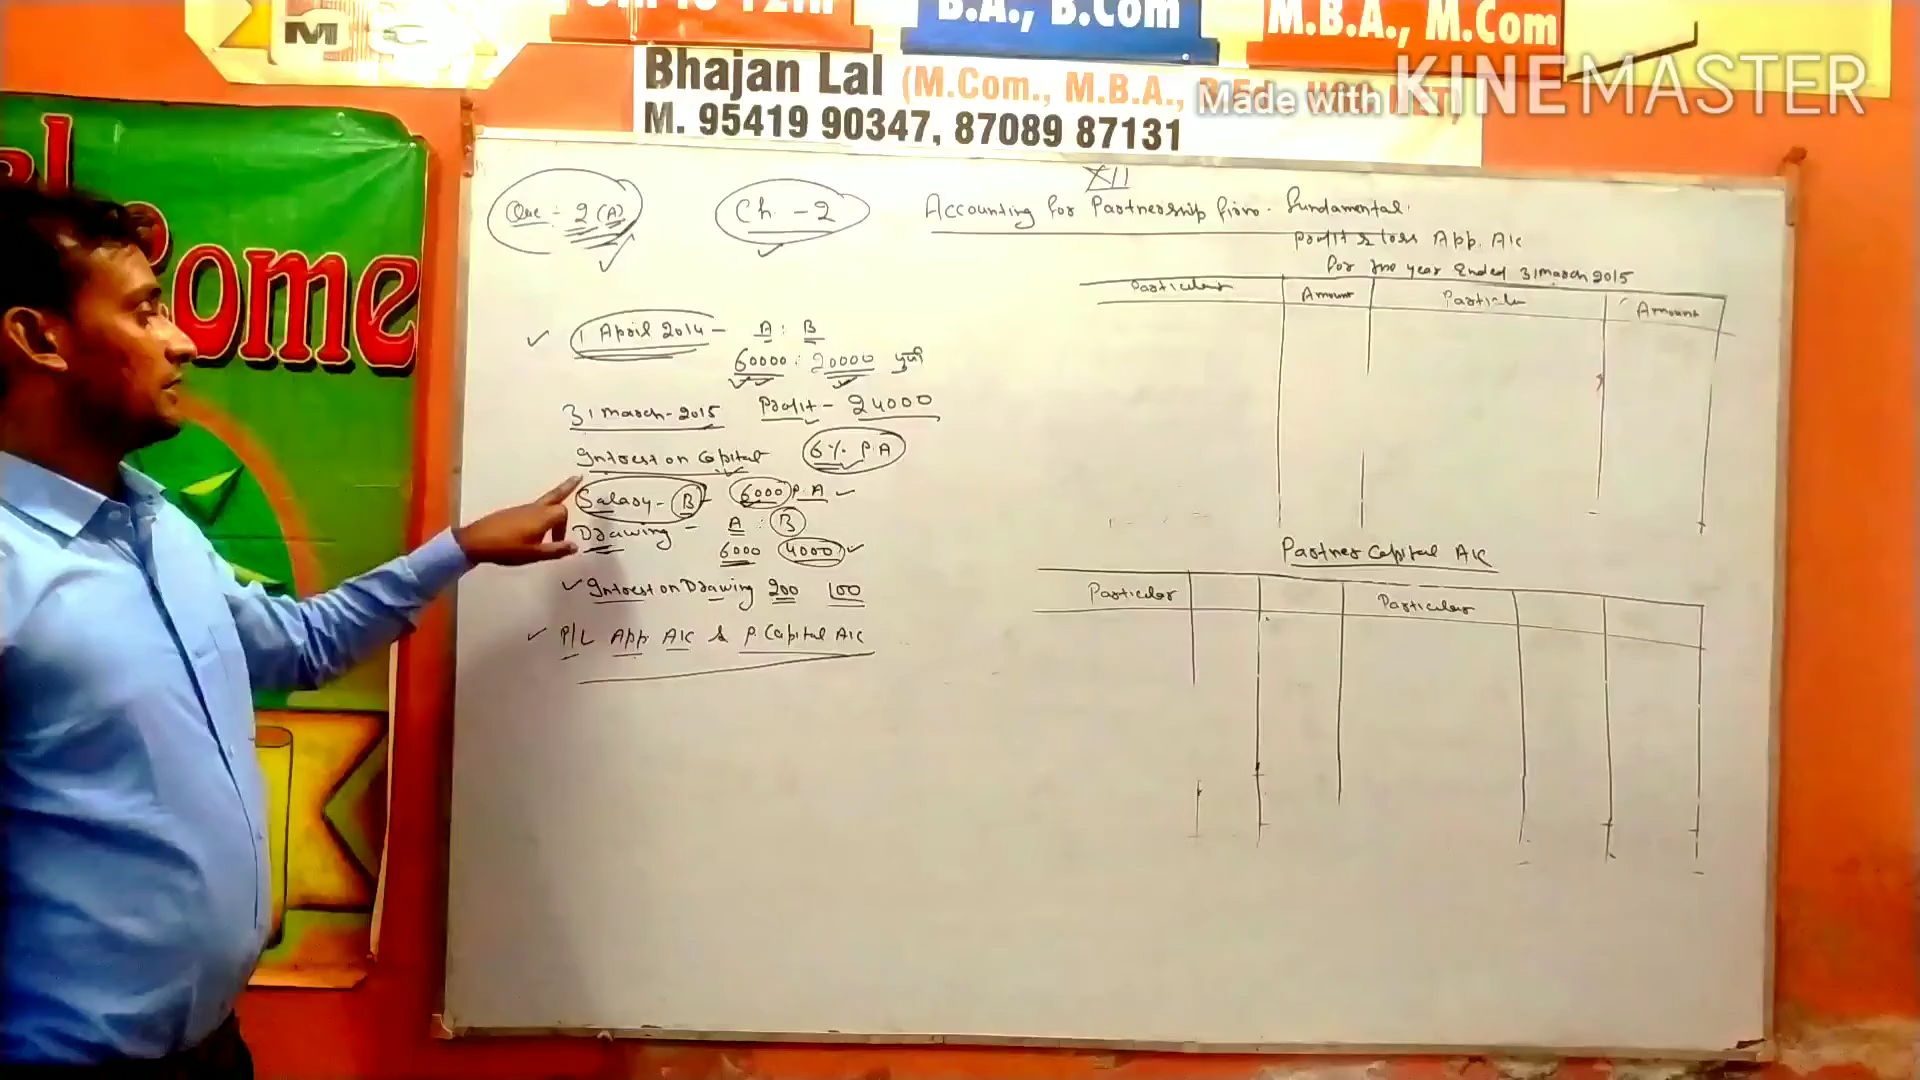 M C
B.A., B.Com
M.B.A., M.Com
Bhajan Lal (M.Com., M.B.A.,
M. 95419 90347, 87089 87131
Made with KINEMASTER
come
XII
Que :- 2 (A)
Ch - 2
Accounting for Partnership firm - Fundamental
Profit & Loss App. A/c
For the year Ended 31 march 2015
Particular Amount Particular Amount
1 April 2014 - A : B
60000 : 20000 पूंजी
31 march - 2015 Profit - 24000
Interest on Capital 6% P.A
Salary - B - 6000 P.A
Drawing - A : B
6000 4000
Interest on Drawing 200 100
P/L App A/c & P. Capital A/c
Partner Capital A/c
Particular Particular